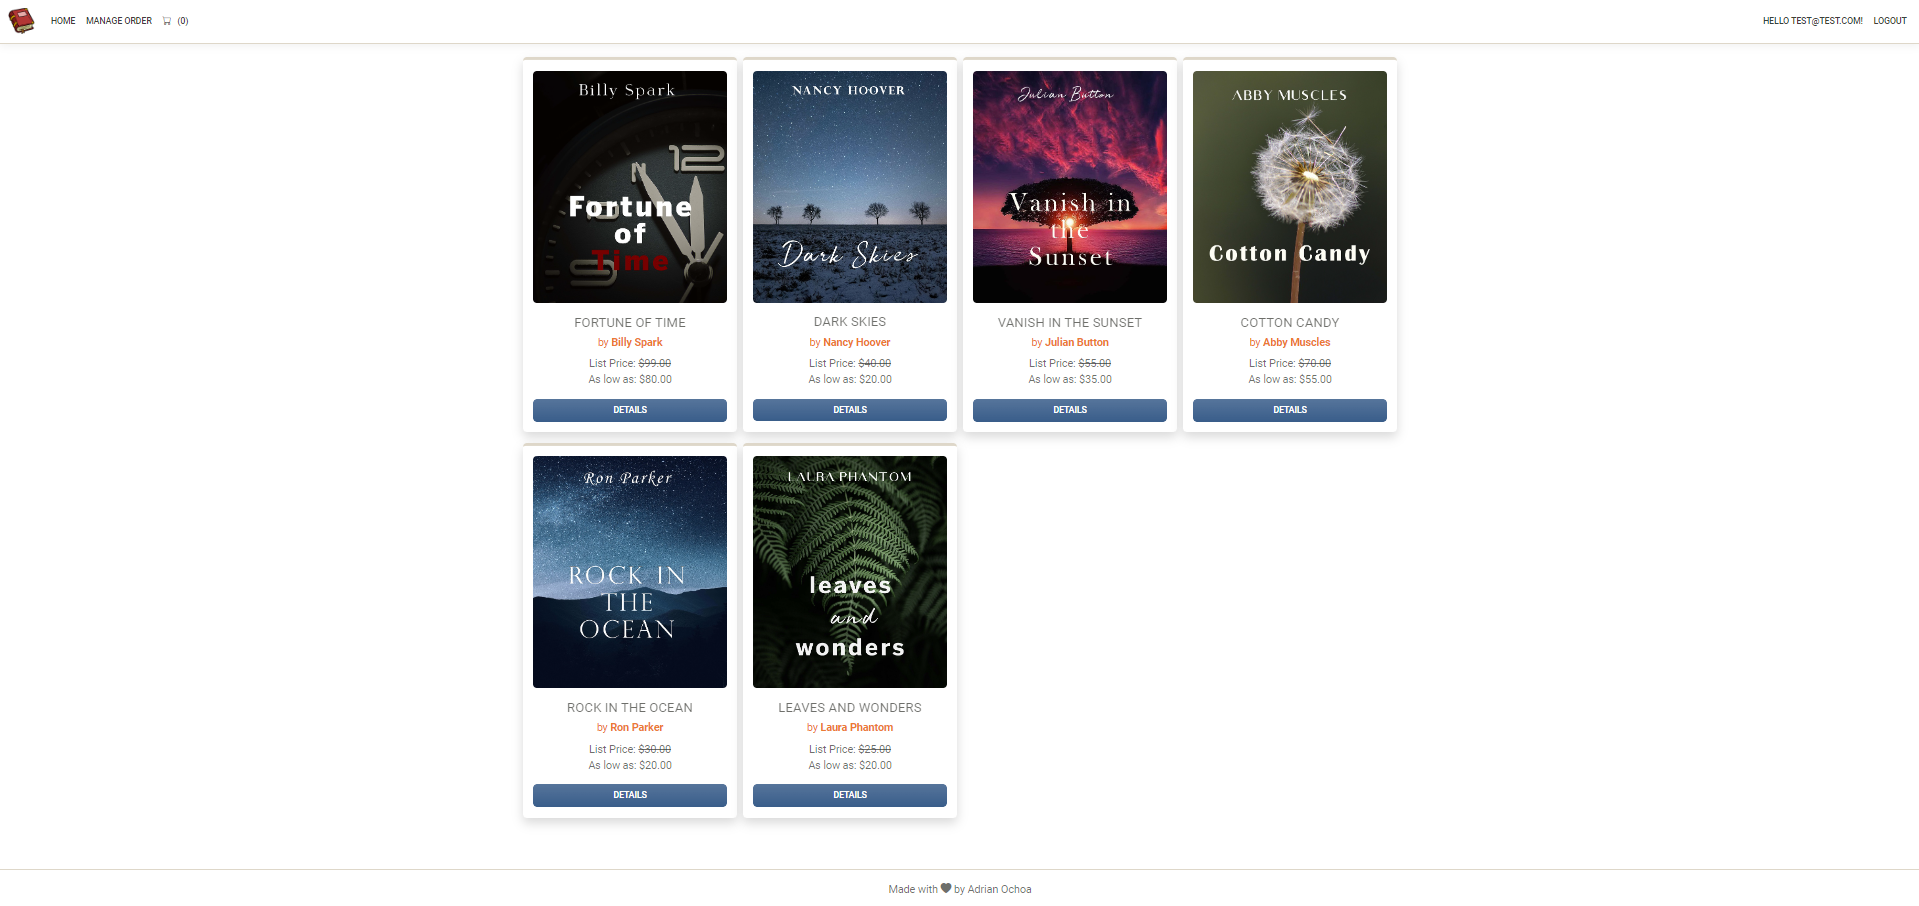 HOME MANAGE ORDER (0) HELLO TEST@TEST.COM! LOGOUT
Billy Spark
12
9
Fortune
of
Time
FORTUNE OF TIME
by Billy Spark
List Price: $99.00
As low as: $80.00
DETAILS
NANCY HOOVER
Dark Skies
DARK SKIES
by Nancy Hoover
List Price: $40.00
As low as: $20.00
DETAILS
Julian Button
Vanish in
the
Sunset
VANISH IN THE SUNSET
by Julian Button
List Price: $55.00
As low as: $35.00
DETAILS
ABBY MUSCLES
Cotton Candy
COTTON CANDY
by Abby Muscles
List Price: $70.00
As low as: $55.00
DETAILS
Ron Parker
ROCK IN
THE
OCEAN
ROCK IN THE OCEAN
by Ron Parker
List Price: $30.00
As low as: $20.00
DETAILS
LAURA PHANTOM
leaves
and
wonders
LEAVES AND WONDERS
by Laura Phantom
List Price: $25.00
As low as: $20.00
DETAILS
Made with by Adrian Ochoa